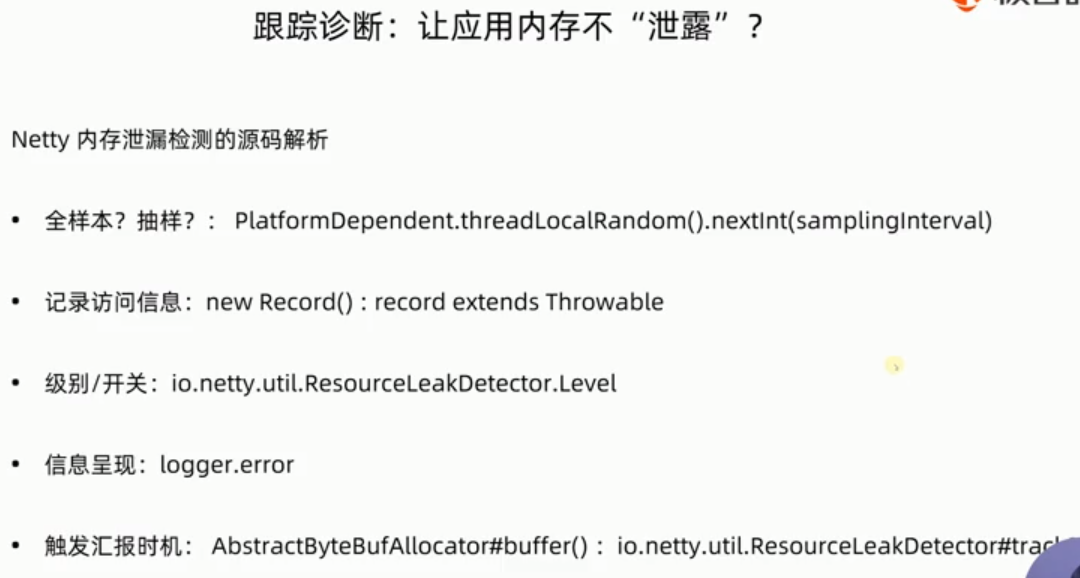 跟踪诊断：让应用内存不“泄露”？
Netty 内存泄漏检测的源码解析
• 全样本？抽样？： PlatformDependent.threadLocalRandom().nextInt(samplingInterval)
• 记录访问信息：new Record() : record extends Throwable
• 级别/开关：io.netty.util.ResourceLeakDetector.Level
• 信息呈现：logger.error
• 触发汇报时机： AbstractByteBufAllocator#buffer() ： io.netty.util.ResourceLeakDetector#trac